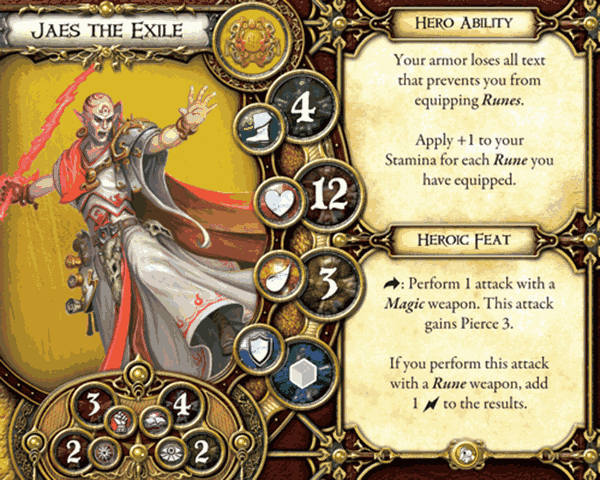 Jaes the Exile
4
12
3
3
4
2
2
Hero Ability
Your armor loses all text
that prevents you from
equipping Runes.
Apply +1 to your
Stamina for each Rune you
have equipped.
Heroic Feat
: Perform 1 attack with a
Magic weapon. This attack
gains Pierce 3.
If you perform this attack
with a Rune weapon, add
1 to the results.